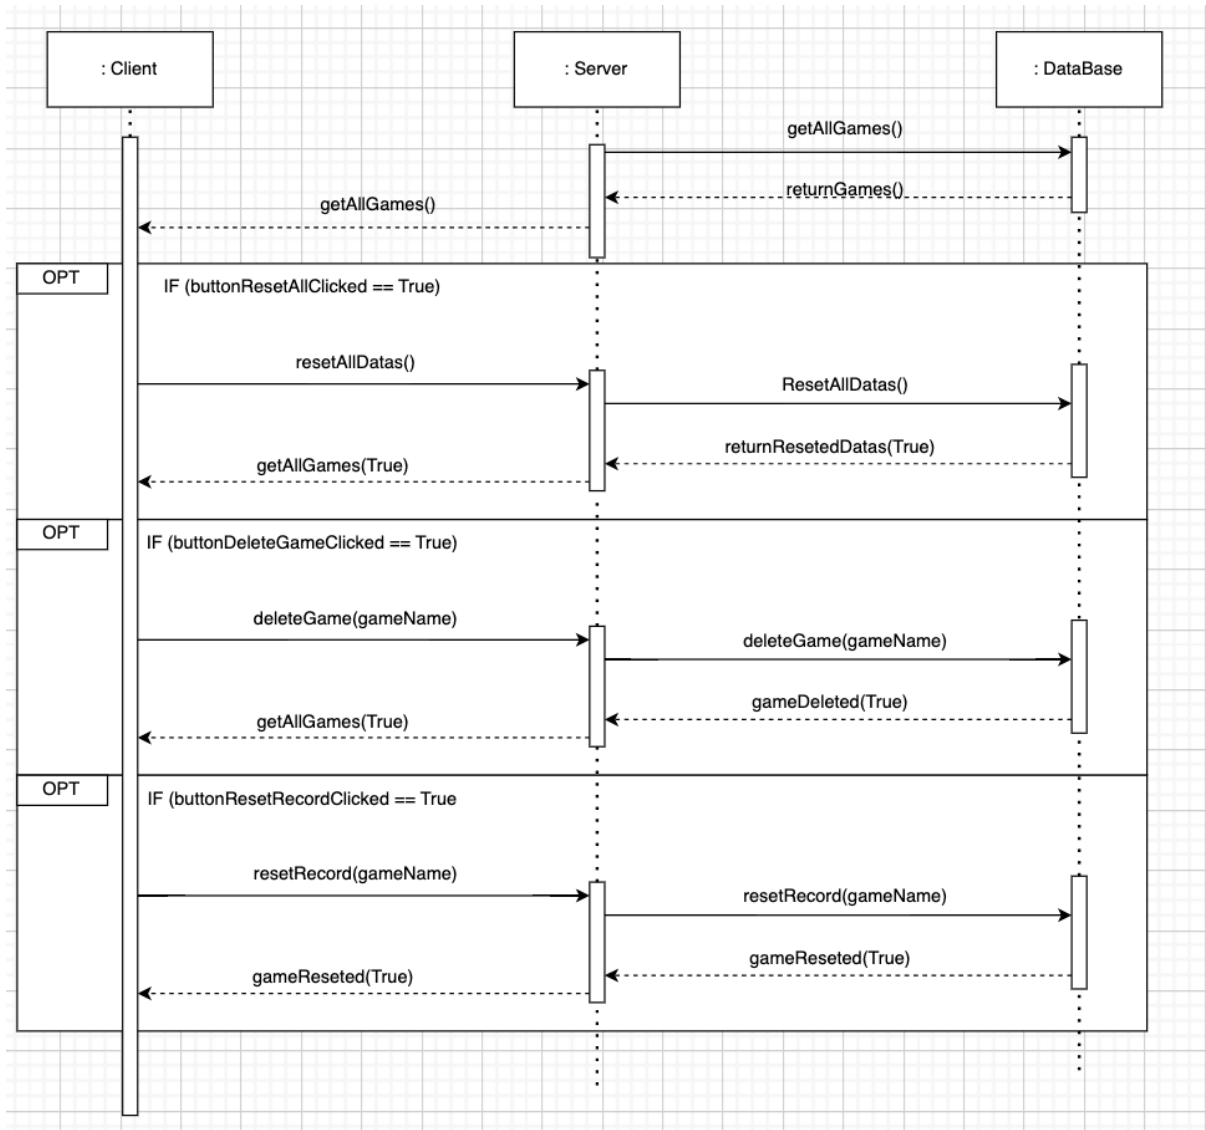 : Client
: Server
: DataBase
getAllGames()
returnGames()
getAllGames()
OPT
IF (buttonResetAllClicked == True)
resetAllDatas()
ResetAllDatas()
returnResetedDatas(True)
getAllGames(True)
OPT
IF (buttonDeleteGameClicked == True)
deleteGame(gameName)
deleteGame(gameName)
gameDeleted(True)
getAllGames(True)
OPT
IF (buttonResetRecordClicked == True
resetRecord(gameName)
resetRecord(gameName)
gameReseted(True)
gameReseted(True)